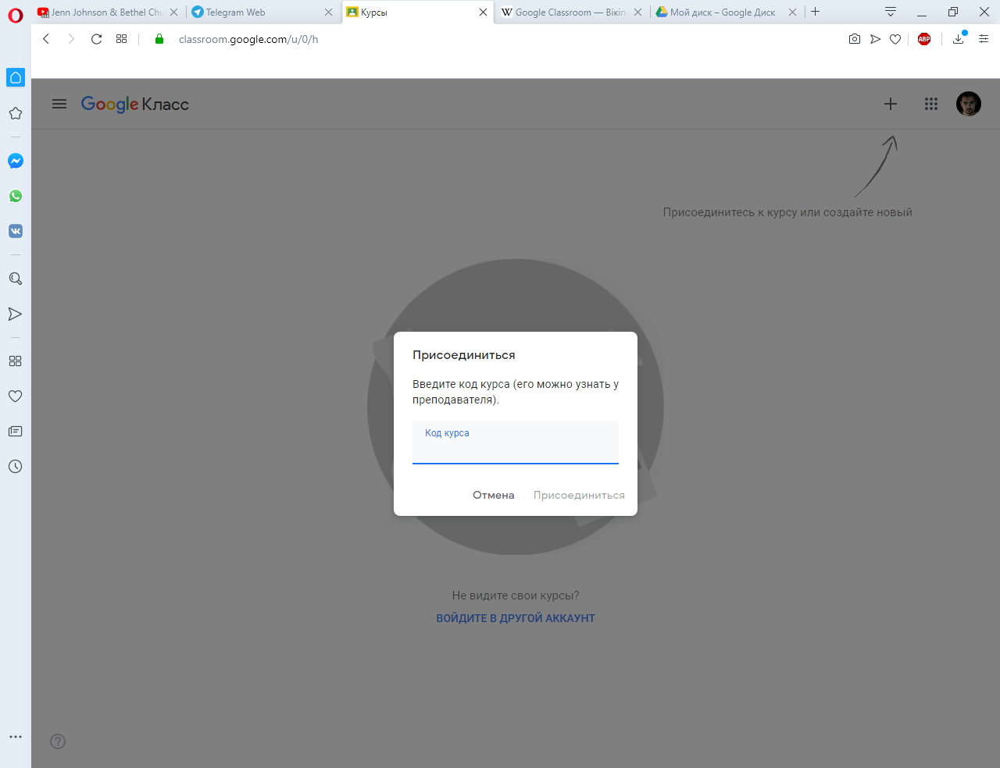 Jenn Johnson & Bethel Chu
Telegram Web
Курсы
Google Classroom — Вікіпе
Мой диск – Google Диск
classroom.google.com/u/0/h
ABP
Google Класс
Присоединитесь к курсу или создайте новый
Присоединиться
Введите код курса (его можно узнать у
преподавателя).
Код курса
Отмена Присоединиться
Не видите свои курсы?
ВОЙДИТЕ В ДРУГОЙ АККАУНТ